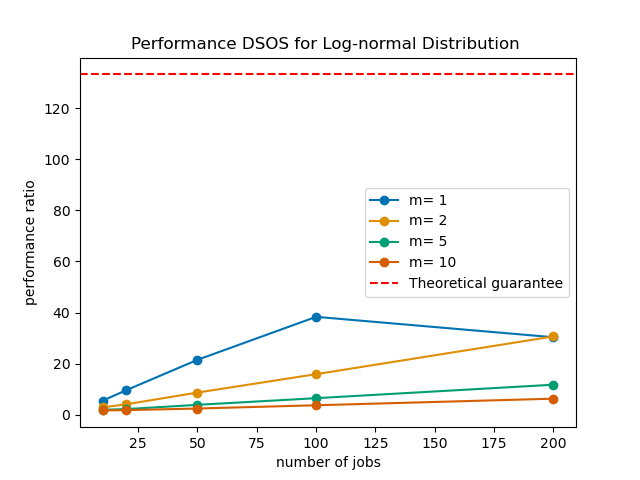 Performance DSOS for Log-normal Distribution
performance ratio
120
100
80
60
40
20
0
m= 1
m= 2
m= 5
m= 10
Theoretical guarantee
25 50 75 100 125 150 175 200
number of jobs